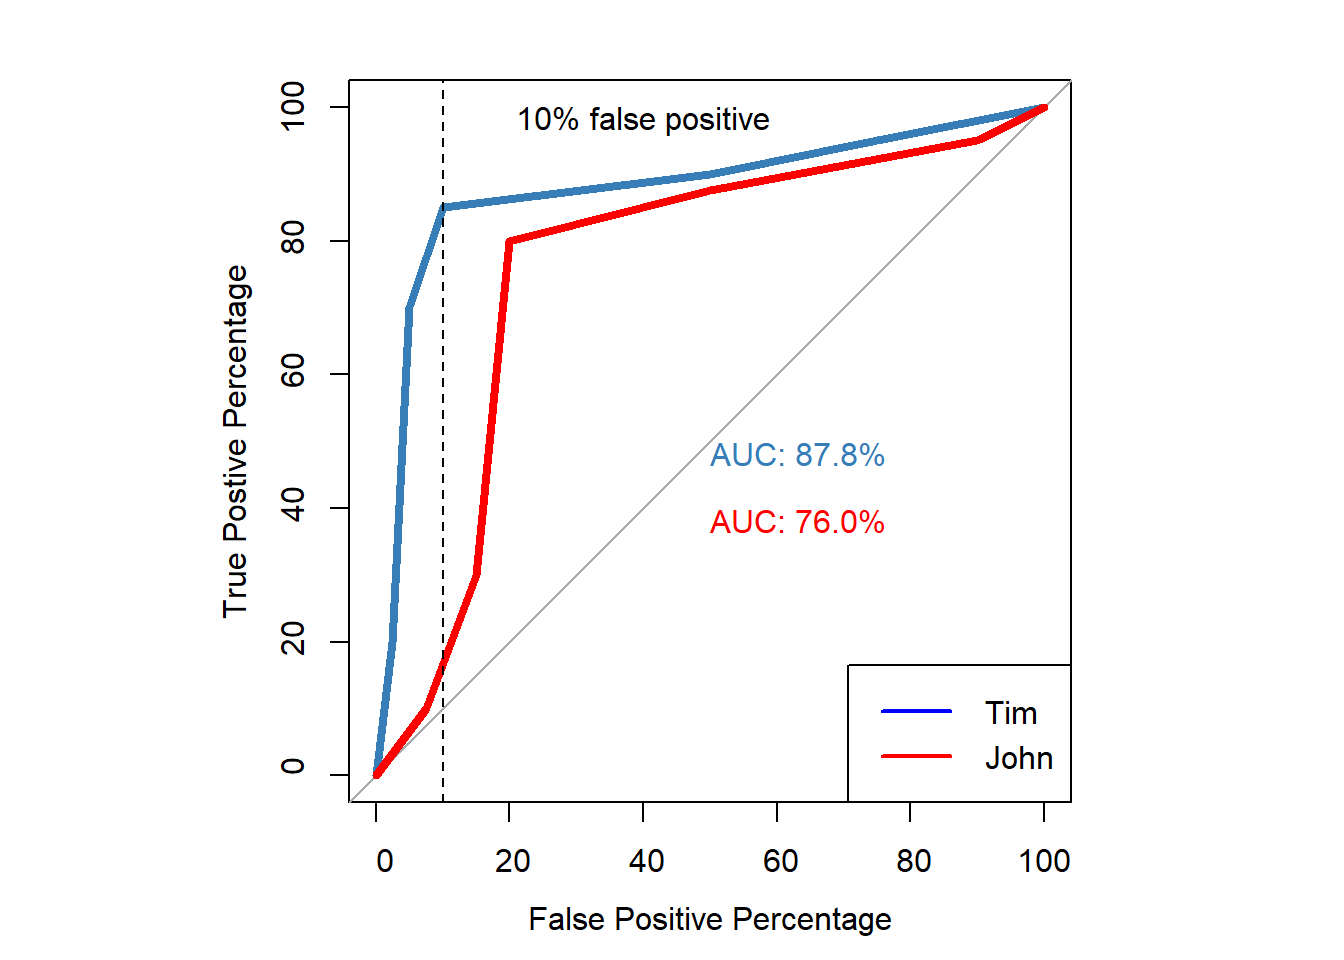 10% false positive
100
80
60
40
20
0
True Postive Percentage
AUC: 87.8%
AUC: 76.0%
Tim
John
0 20 40 60 80 100
False Positive Percentage